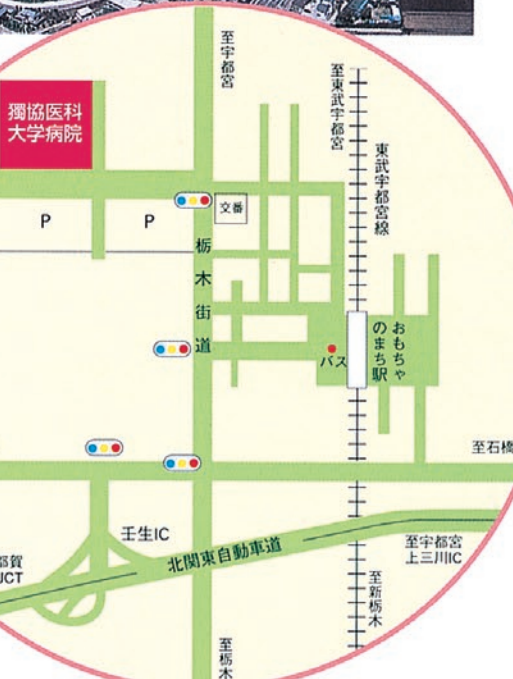 至宇都宮
至東武宇都宮
獨協医科
大学病院
東武宇都宮線
P
P
交番
栃木街道
バス
おもちゃ
のまち駅
至石橋
壬生IC
北関東自動車道
都賀
JCT
至宇都宮
上三川IC
至新栃木
至栃木